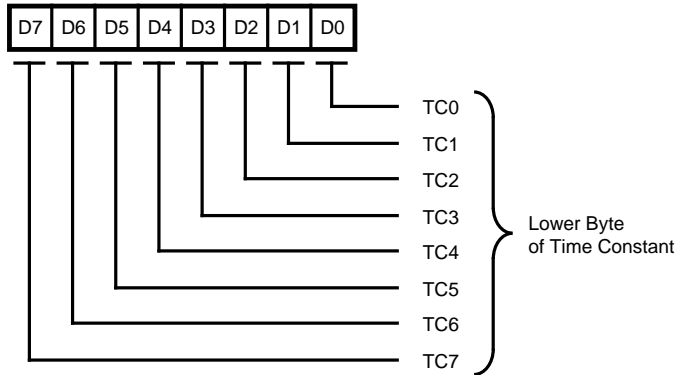 D7 D6 D5 D4 D3 D2 D1 D0
TC0
TC1
TC2
TC3
TC4
TC5
TC6
TC7
Lower Byte
of Time Constant